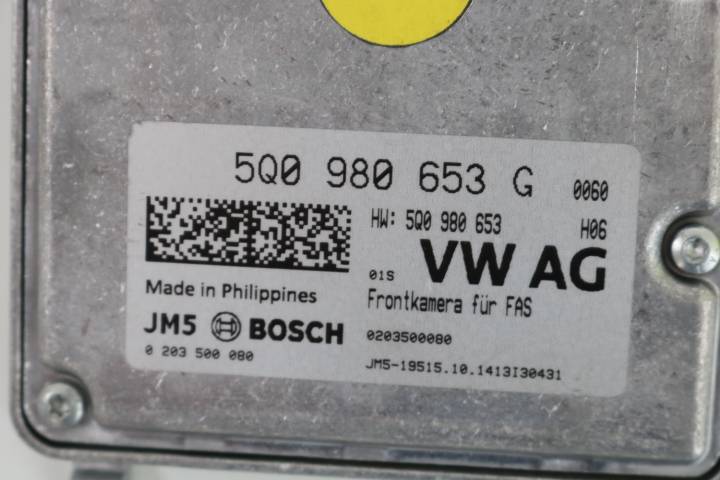 5Q0 980 653 G 0060
HW: 5Q0 980 653 H06
01S VW AG
Made in Philippines
Frontkamera für FAS
JM5 BOSCH
0203500080
0 203 500 080
JM5-19515.10.1413I30431